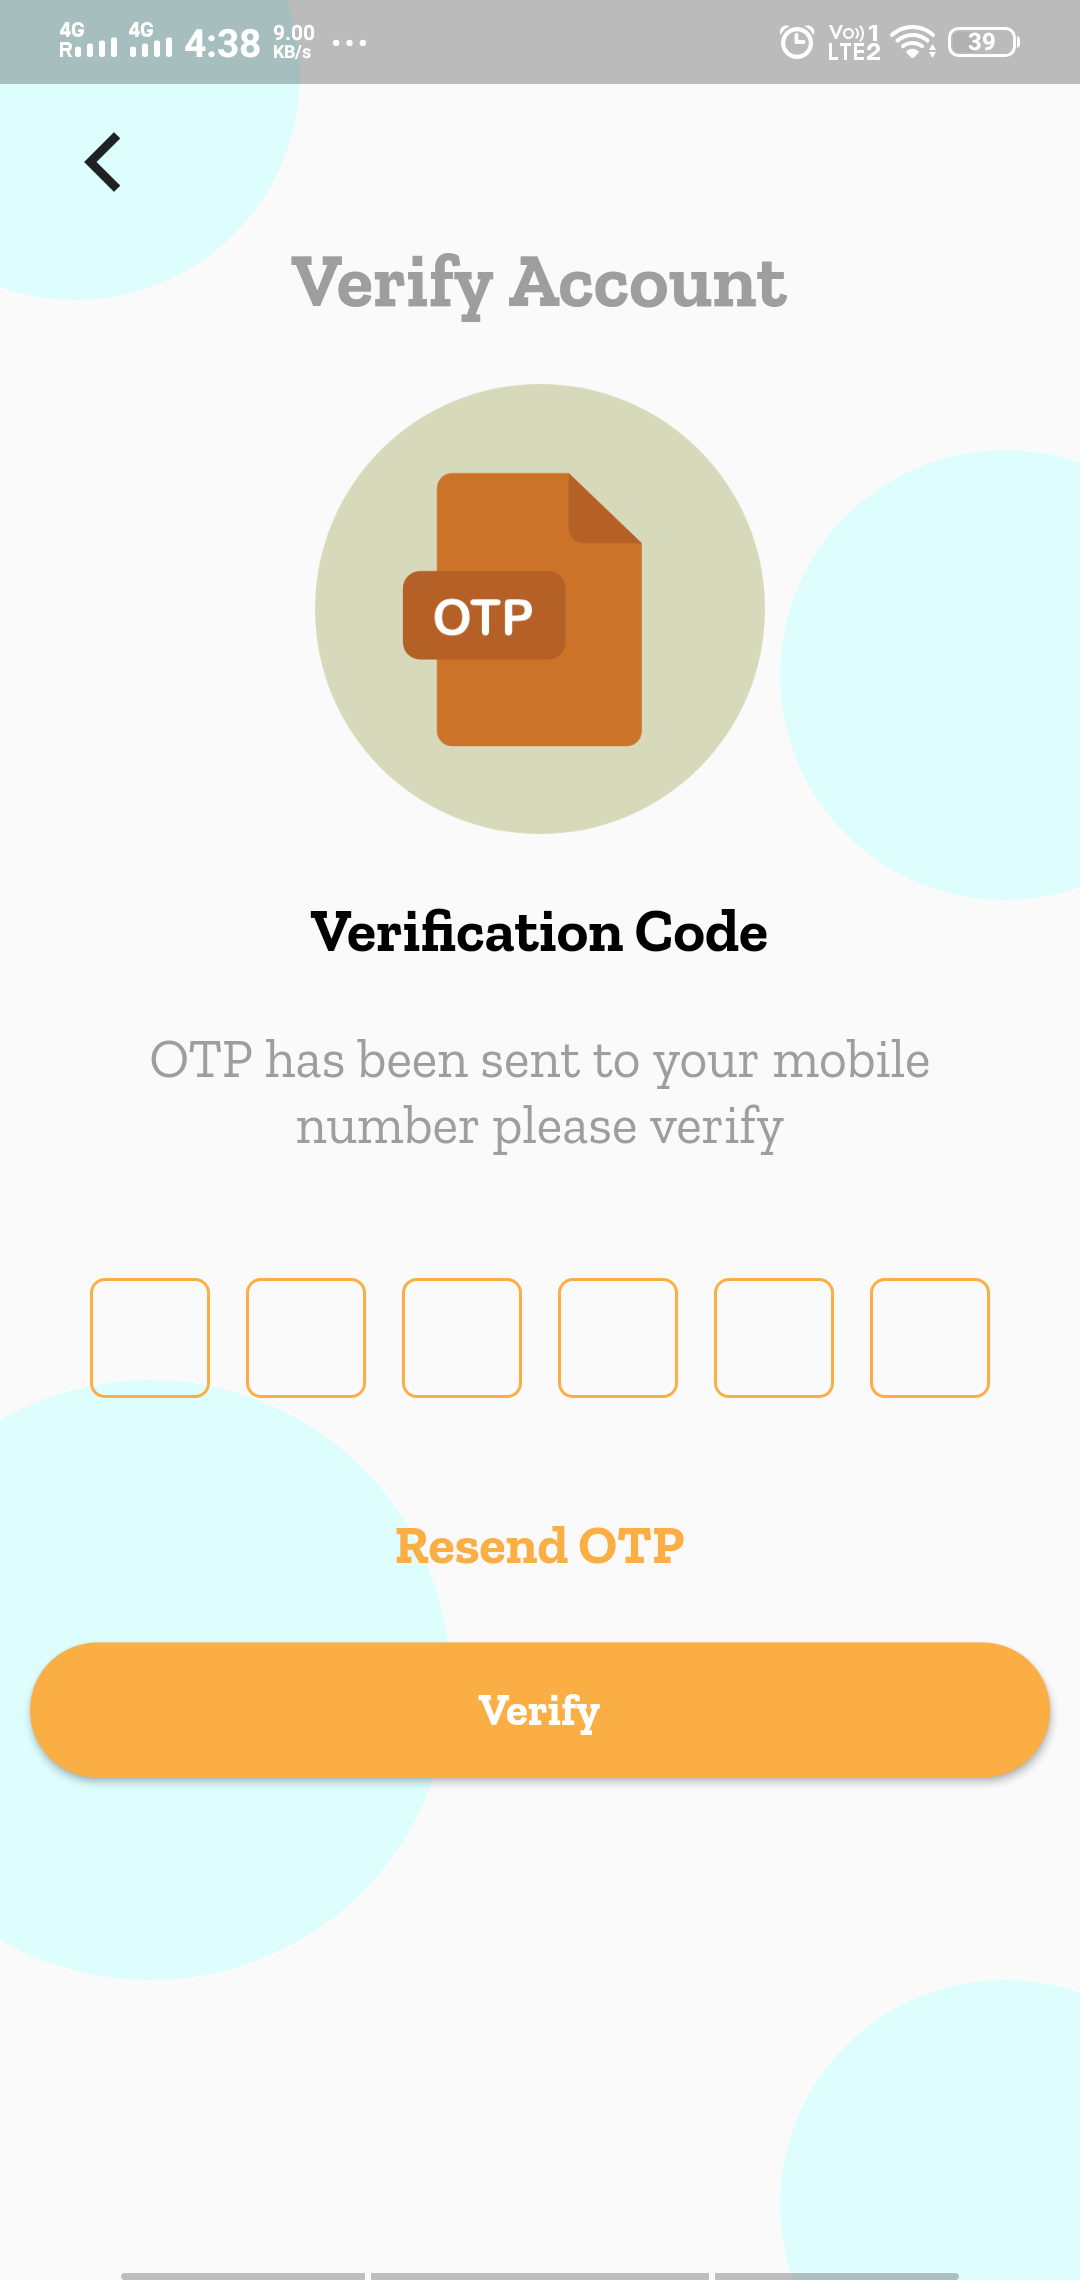 4G 4G 4:38 9.00 ... Vo)) 1
R KB/s LTE2 39
Verify Account
OTP
Verification Code
OTP has been sent to your mobile
number please verify
Resend OTP
Verify